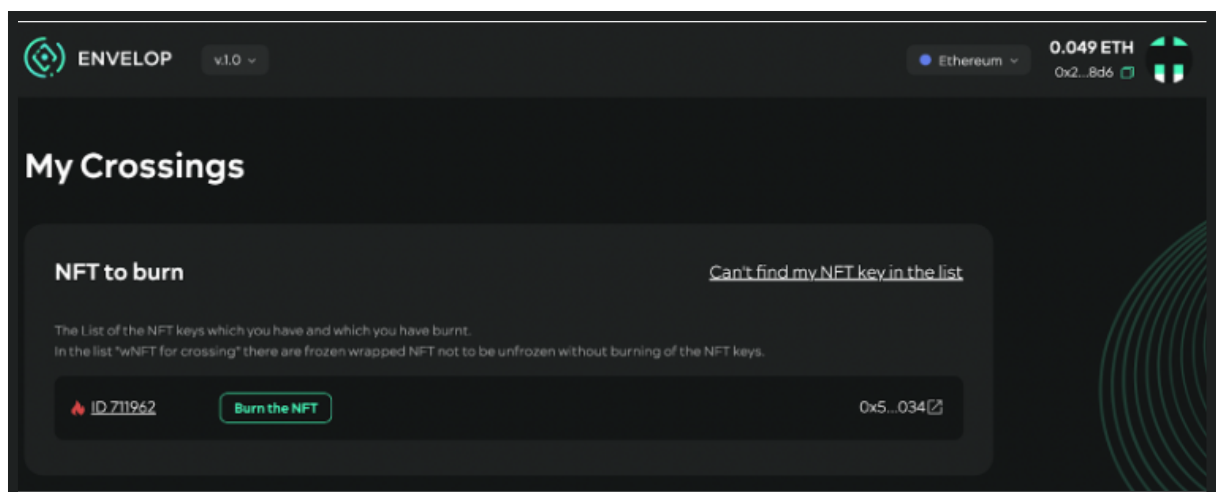 ENVELOP
v.1.0
Ethereum
0.049 ETH
0x2...8d6
My Crossings
NFT to burn
Can't find my NFT key in the list
The List of the NFT keys which you have and which you have burnt.
In the list "wNFT for crossing" there are frozen wrapped NFT not to be unfrozen without burning of the NFT keys.
ID 711962
Burn the NFT
0x5...034